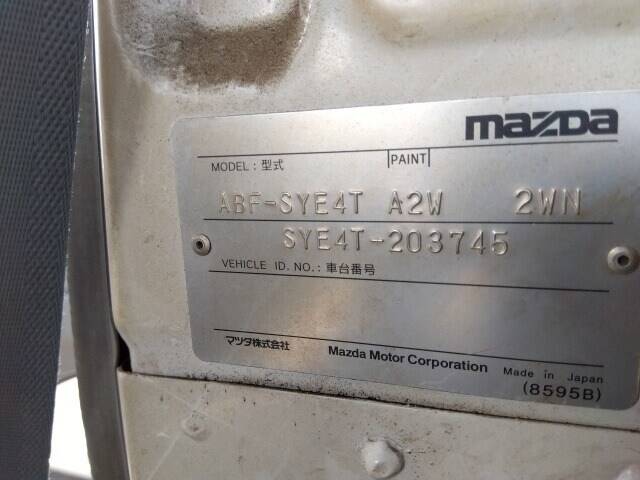 mazda
MODEL : 型式 PAINT
ABF-SYE4T A2W 2WN
SYE4T-203745
VEHICLE ID. NO. : 車台番号
マツダ株式会社 Mazda Motor Corporation Made in Japan
(8595B)